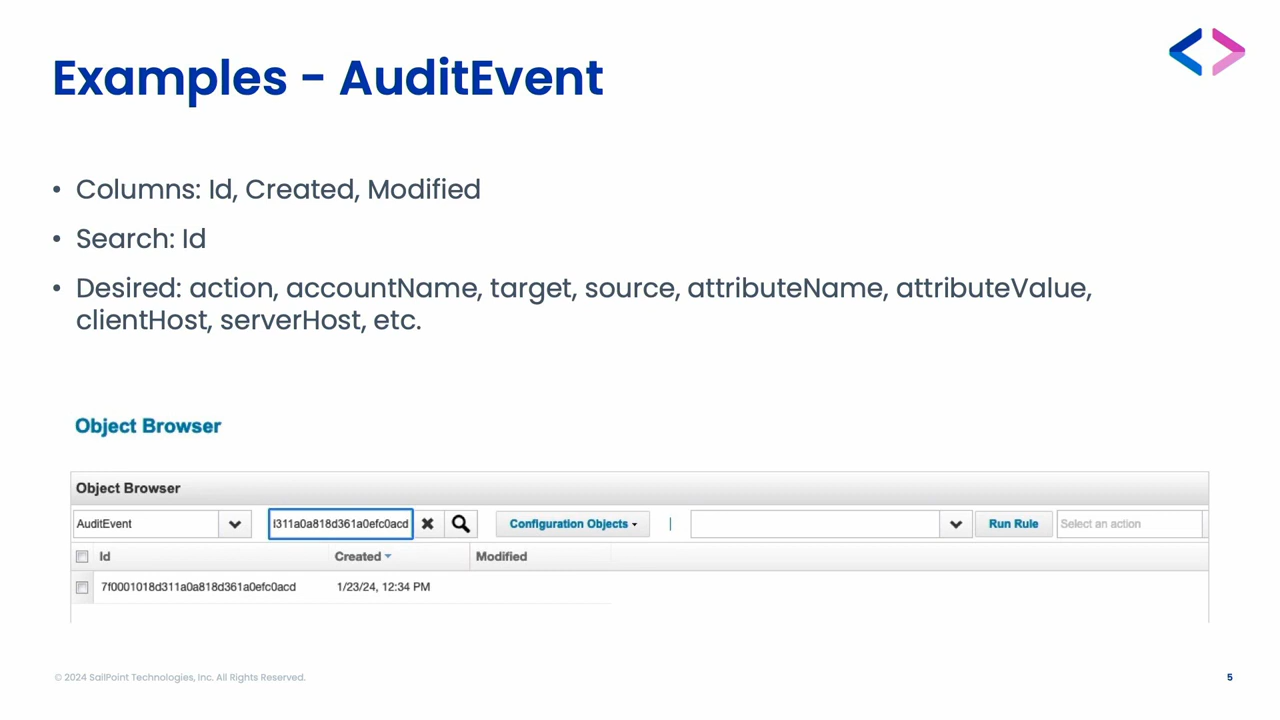 Examples - AuditEvent
• Columns: Id, Created, Modified
• Search: Id
• Desired: action, accountName, target, source, attributeName, attributeValue,
clientHost, serverHost, etc.
Object Browser
Object Browser
AuditEvent l311a0a818d361a0efc0acd Configuration Objects | Run Rule Select an action
Id Created Modified
7f0001018d311a0a818d361a0efc0acd 1/23/24, 12:34 PM
© 2024 SailPoint Technologies, Inc. All Rights Reserved. 5